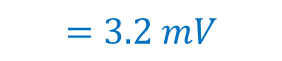 = 3.2 mV